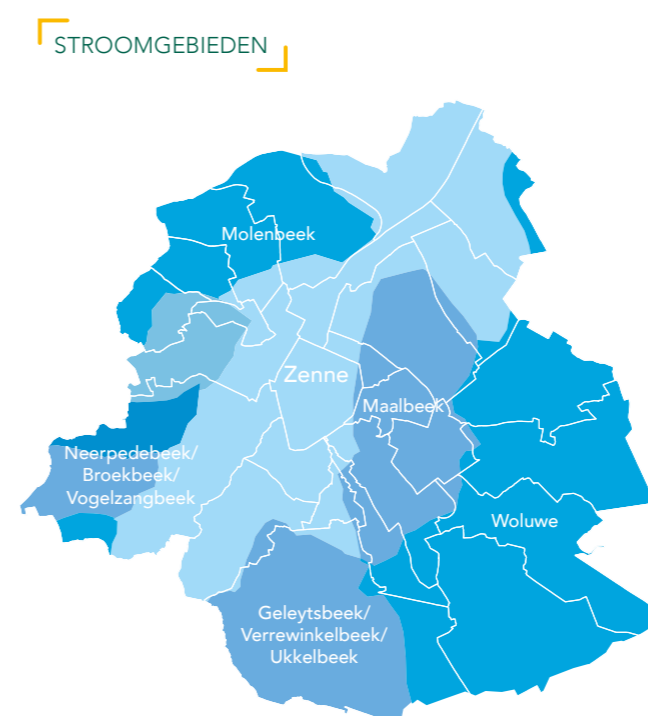 STROOMGEBIEDEN
Molenbeek
Zenne
Maalbeek
Neerpedebeek/
Broekbeek/
Vogelzangbeek
Woluwe
Geleytsbeek/
Verrewinkelbeek/
Ukkelbeek